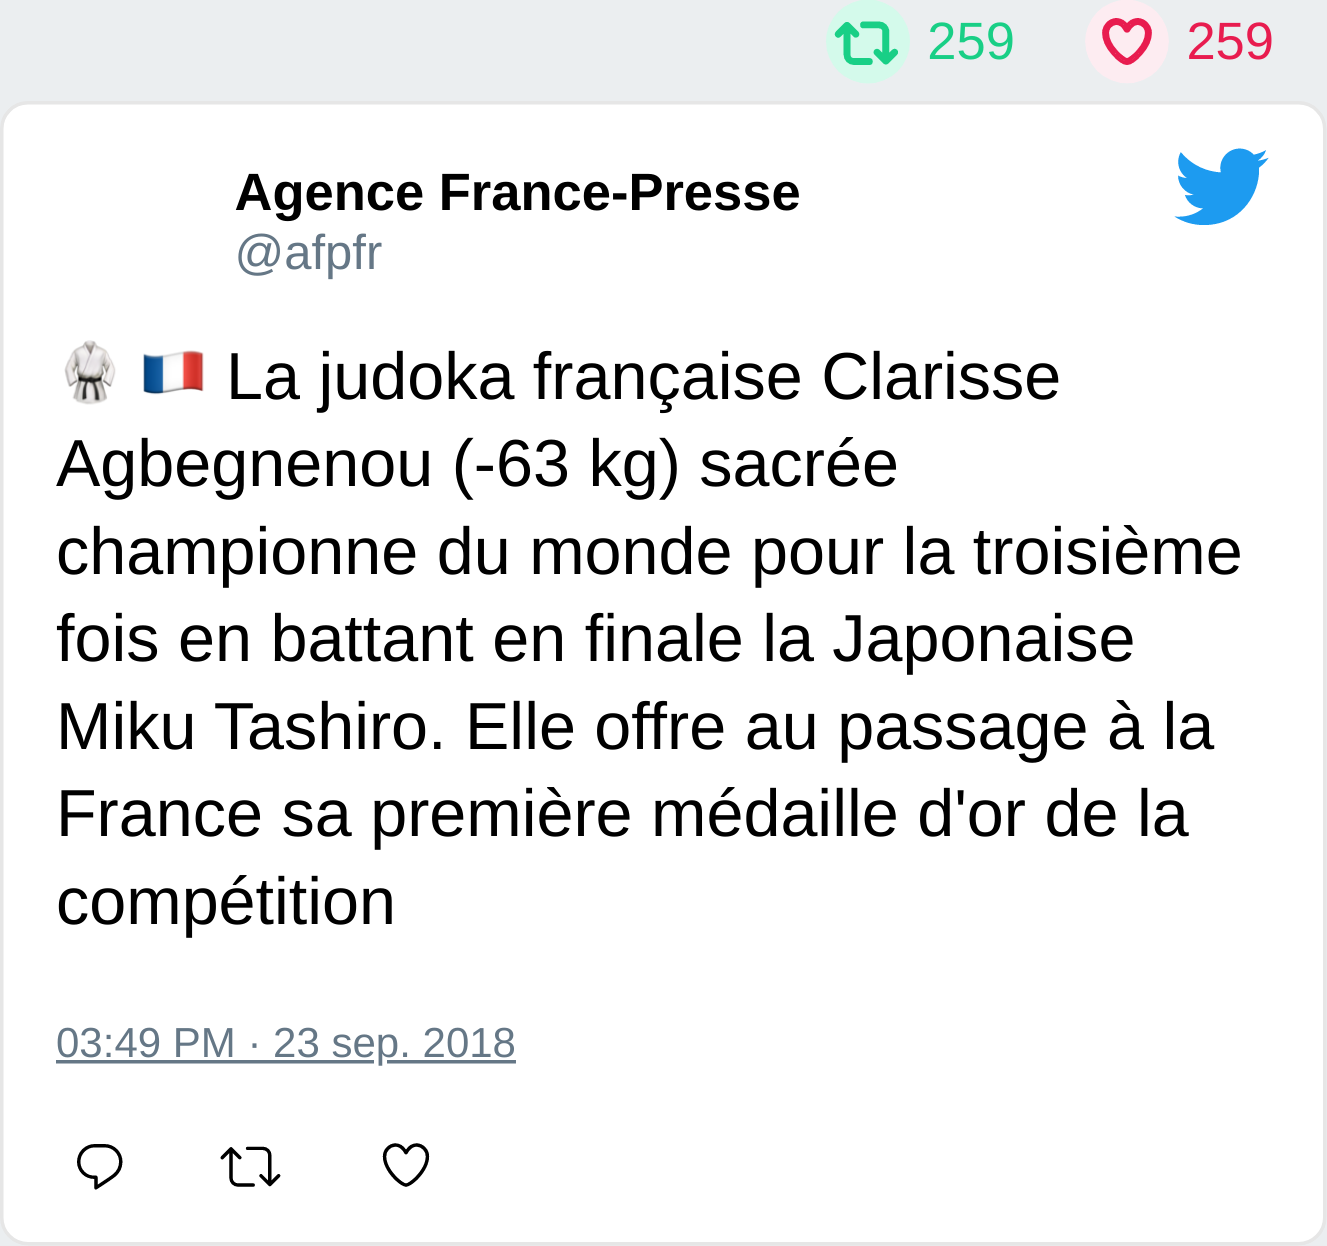 259 259
Agence France-Presse
@afpfr
🥋 🇫🇷 La judoka française Clarisse
Agbegnenou (-63 kg) sacrée
championne du monde pour la troisième
fois en battant en finale la Japonaise
Miku Tashiro. Elle offre au passage à la
France sa première médaille d'or de la
compétition
03:49 PM · 23 sep. 2018